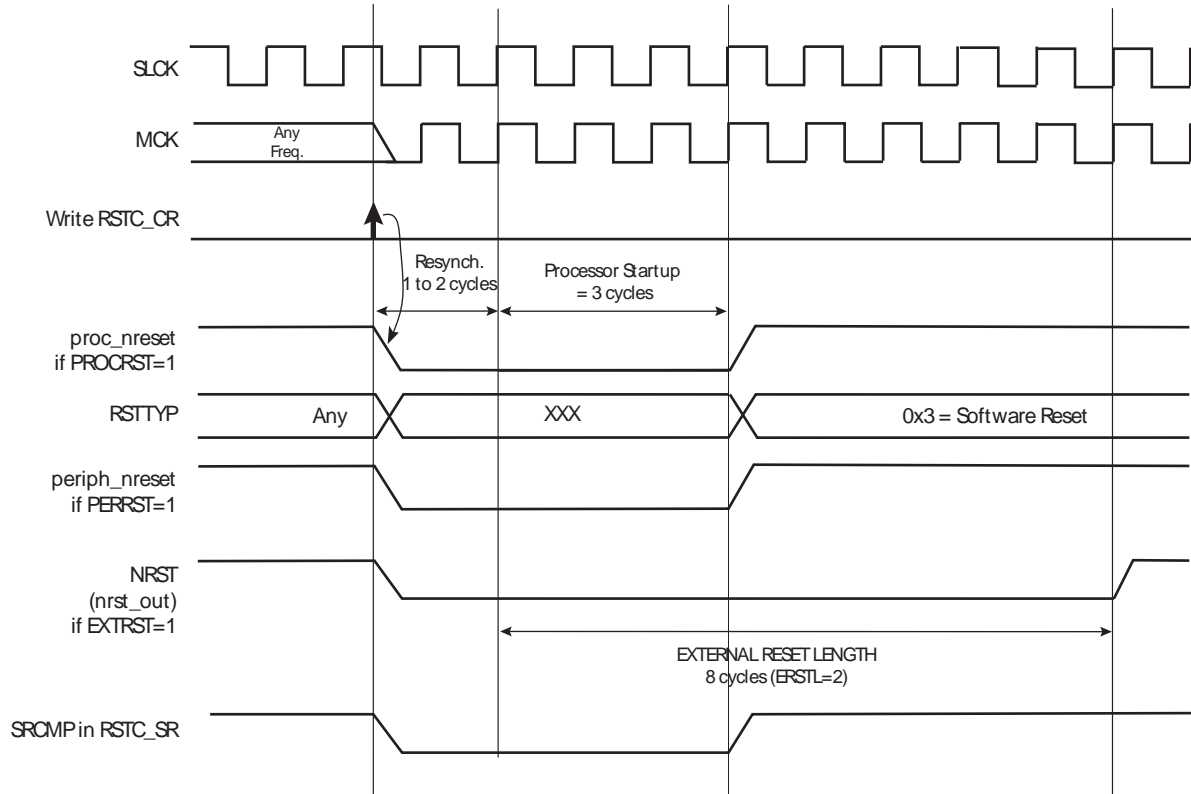 SLCK
MCK
Any
Freq.
Write RSTC_CR
Resynch.
1 to 2 cycles
Processor Startup
= 3 cycles
proc_nreset
if PROCRST=1
RSTTYP
Any
XXX
0x3 = Software Reset
periph_nreset
if PERRST=1
NRST
(nrst_out)
if EXTRST=1
EXTERNAL RESET LENGTH
8 cycles (ERSTL=2)
SRCMP in RSTC_SR